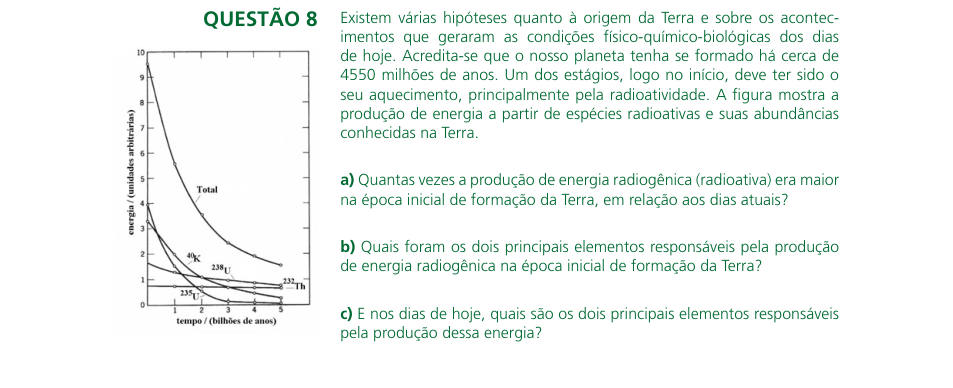 QUESTÃO 8
Existem várias hipóteses quanto à origem da Terra e sobre os acontec-
imentos que geraram as condições físico-químico-biológicas dos dias
de hoje. Acredita-se que o nosso planeta tenha se formado há cerca de
4550 milhões de anos. Um dos estágios, logo no início, deve ter sido o
seu aquecimento, principalmente pela radioatividade. A figura mostra a
produção de energia a partir de espécies radioativas e suas abundâncias
conhecidas na Terra.
a) Quantas vezes a produção de energia radiogênica (radioativa) era maior
na época inicial de formação da Terra, em relação aos dias atuais?
b) Quais foram os dois principais elementos responsáveis pela produção
de energia radiogênica na época inicial de formação da Terra?
c) E nos dias de hoje, quais são os dois principais elementos responsáveis
pela produção dessa energia?
energia / (unidades arbitrárias)
10
9
8
7
6
5
4
3
2
1
0
Total
⁴⁰K
²³⁸U
²³²Th
²³⁵U
1 2 3 4 5
tempo / (bilhões de anos)